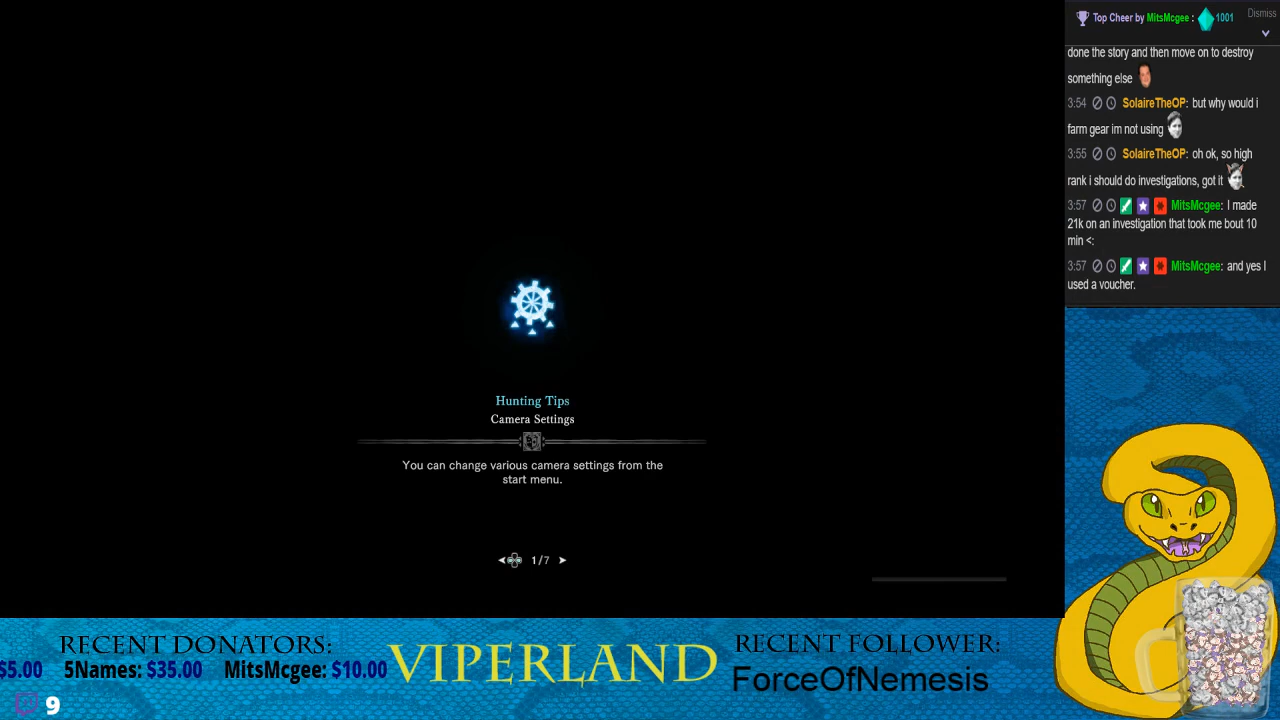 Top Cheer by MitsMcgee : 1001
Dismiss
done the story and then move on to destroy
something else
3:54 SolaireTheOP: but why would i
farm gear im not using
3:55 SolaireTheOP: oh ok, so high
rank i should do investigations, got it
3:57 MitsMcgee: I made
21k on an investigation that took me bout 10
min <:
3:57 MitsMcgee: and yes I
used a voucher.
Hunting Tips
Camera Settings
You can change various camera settings from the
start menu.
1/7
RECENT DONATORS:
$5.00 5Names: $35.00 MitsMcgee: $10.00
VIPERLAND
RECENT FOLLOWER:
ForceOfNemesis
9